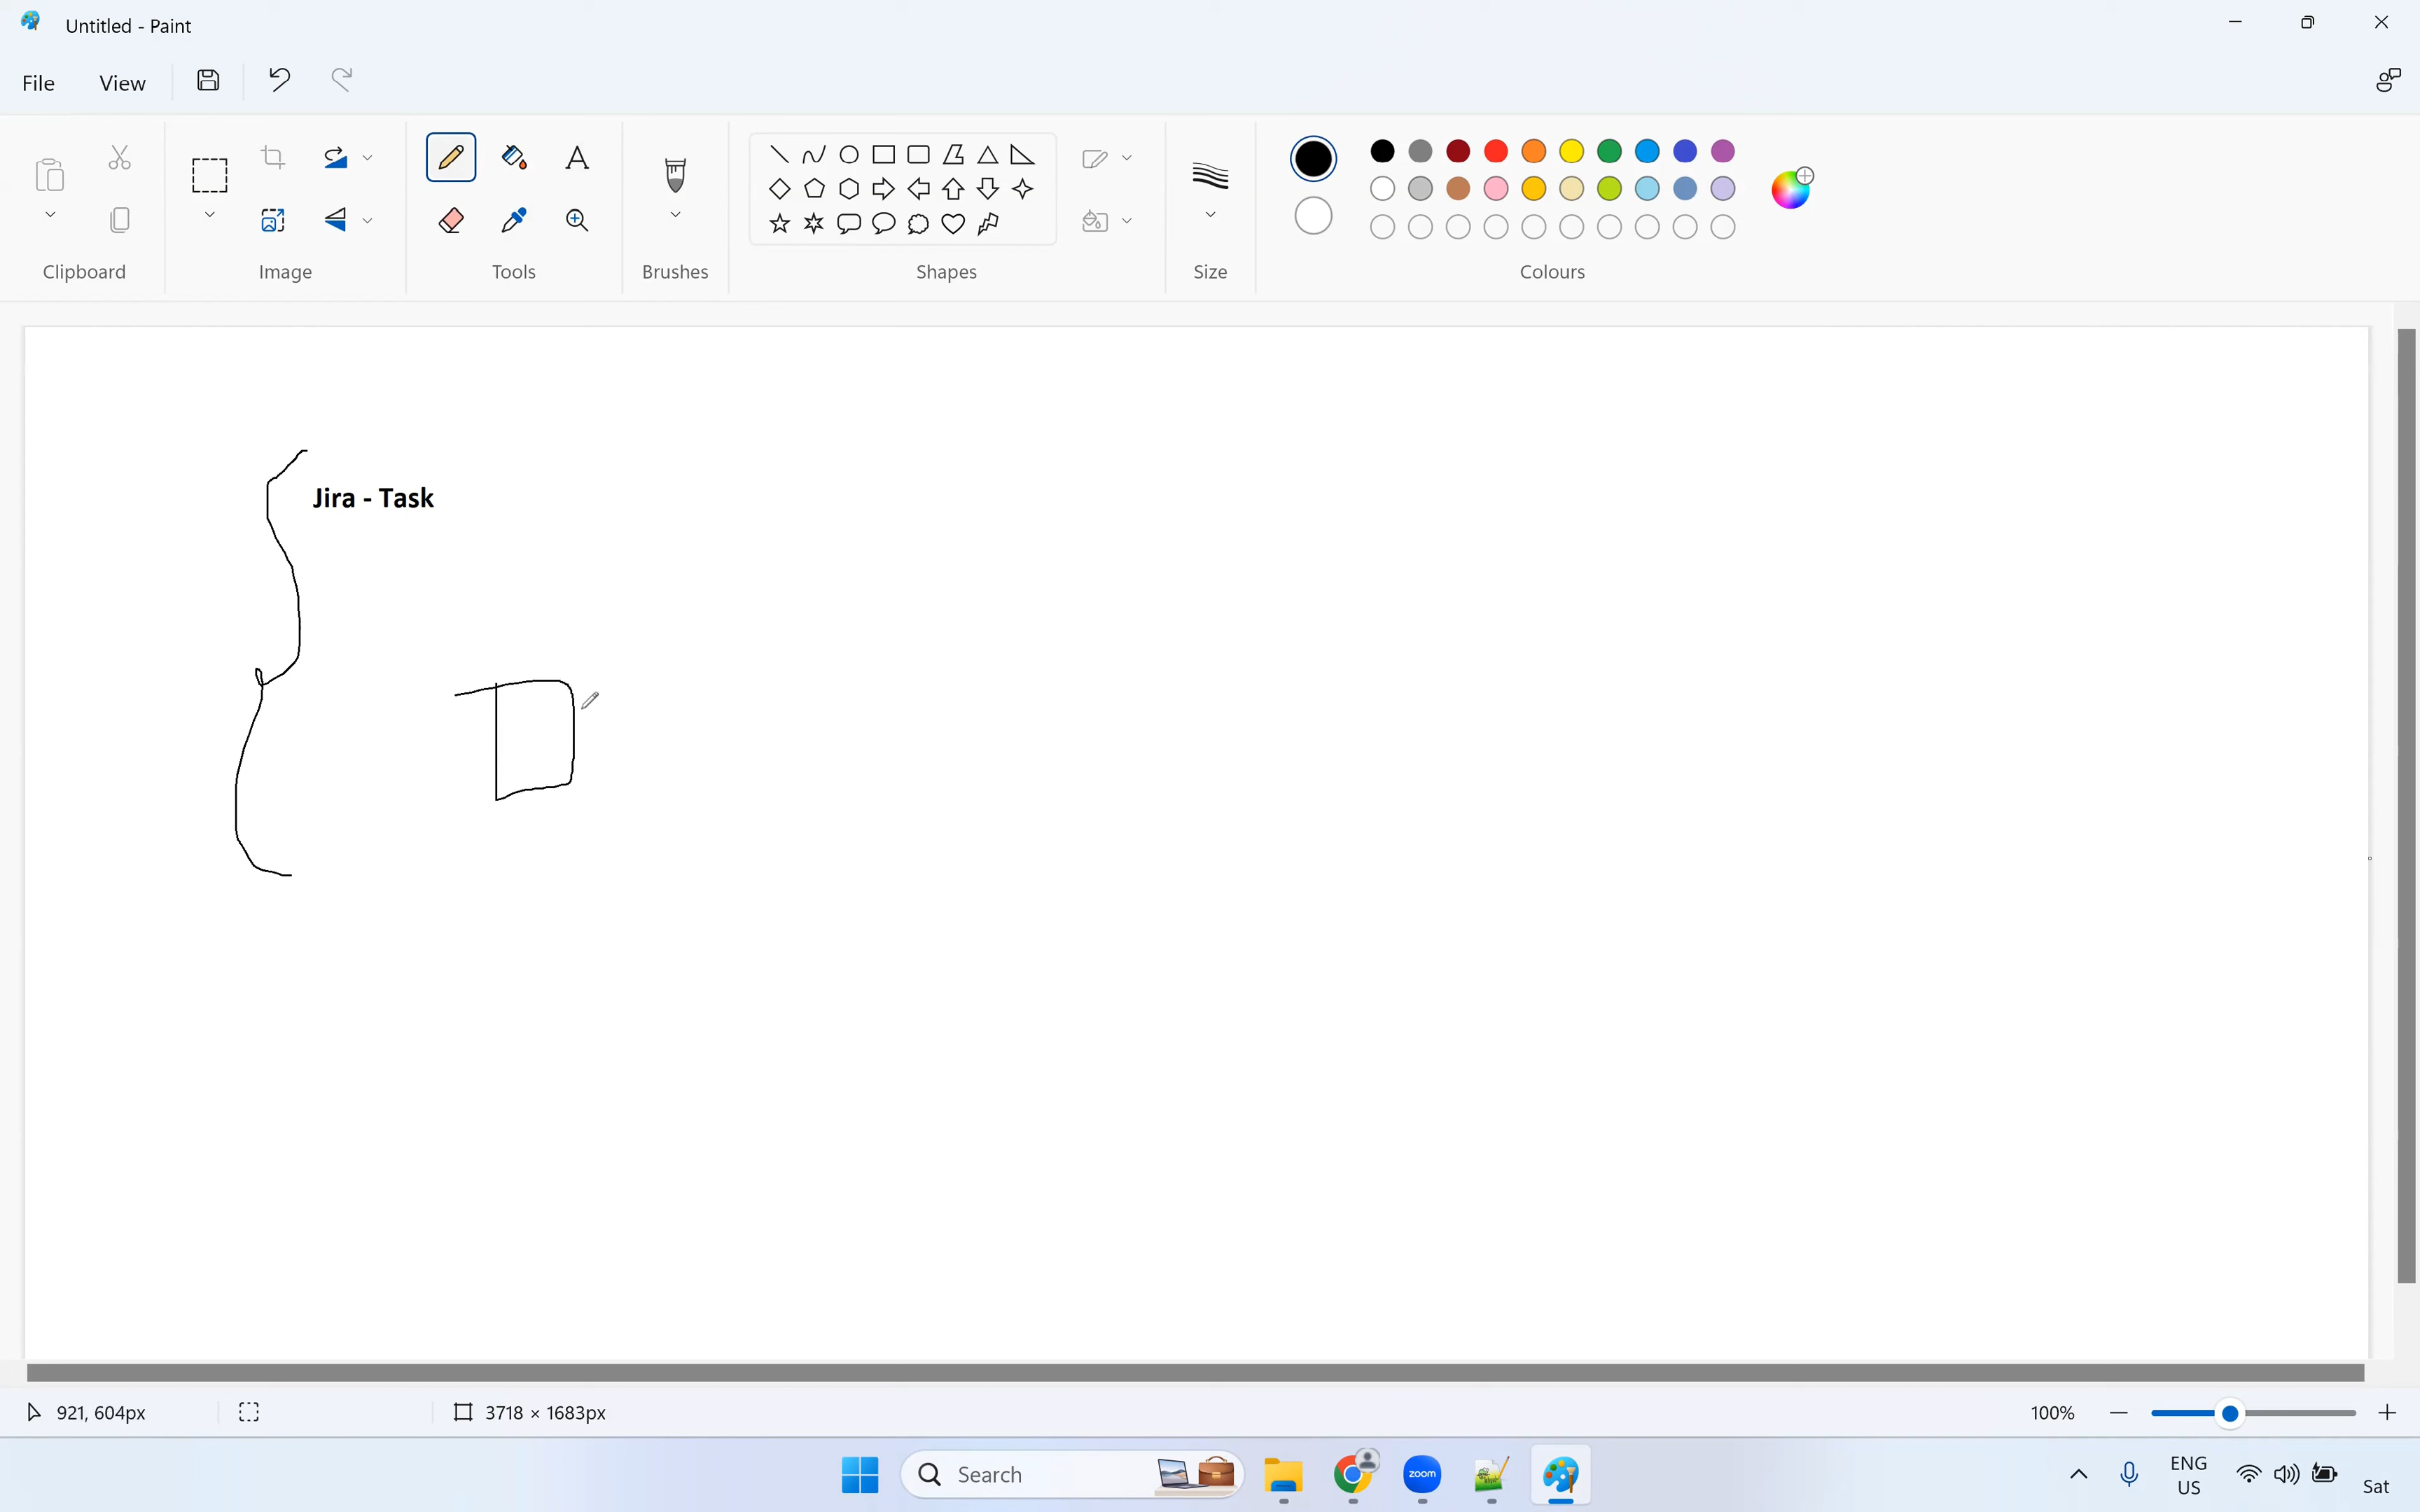 Untitled - Paint
File View
Clipboard
Image
Tools
Brushes
Shapes
Size
Colours
Jira - Task
921, 604px
3718 × 1683px
100%
Search
zoom
ENG
US
Sat